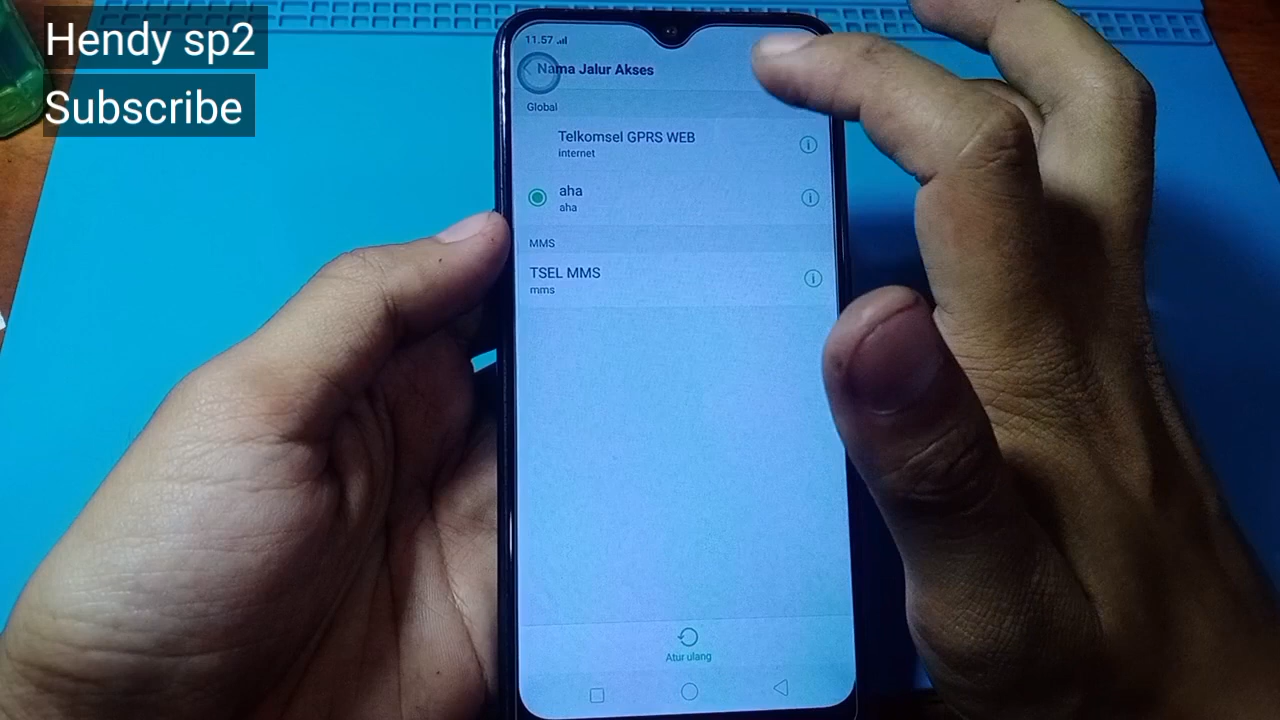 Hendy sp2
Subscribe
11.57
Nama Jalur Akses
Global
Telkomsel GPRS WEB
internet
aha
aha
MMS
TSEL MMS
mms
Atur ulang